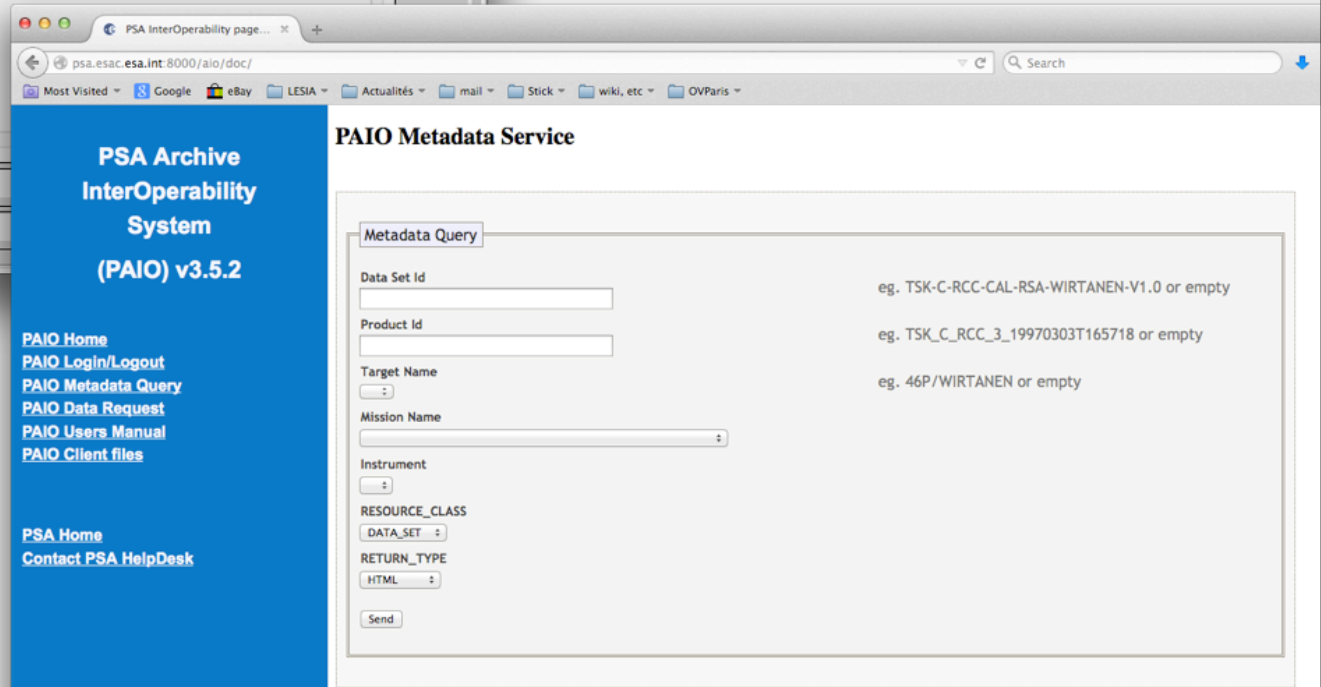 PSA InterOperability page...
psa.esac.esa.int:8000/aio/doc/
Search
Most Visited
Google
eBay
LESIA
Actualités
mail
Stick
wiki, etc
OVParis
PSA Archive
InterOperability
System
(PAIO) v3.5.2
PAIO Home
PAIO Login/Logout
PAIO Metadata Query
PAIO Data Request
PAIO Users Manual
PAIO Client files
PSA Home
Contact PSA HelpDesk
PAIO Metadata Service
Metadata Query
Data Set Id
eg. TSK-C-RCC-CAL-RSA-WIRTANEN-V1.0 or empty
Product Id
eg. TSK_C_RCC_3_19970303T165718 or empty
Target Name
eg. 46P/WIRTANEN or empty
Mission Name
Instrument
RESOURCE_CLASS
DATA_SET
RETURN_TYPE
HTML
Send